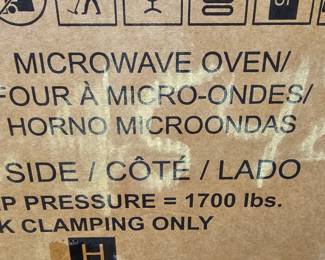 MICROWAVE OVEN/
FOUR À MICRO-ONDES/
HORNO MICROONDAS
SIDE / CÔTÉ / LADO
P PRESSURE = 1700 lbs.
K CLAMPING ONLY
H